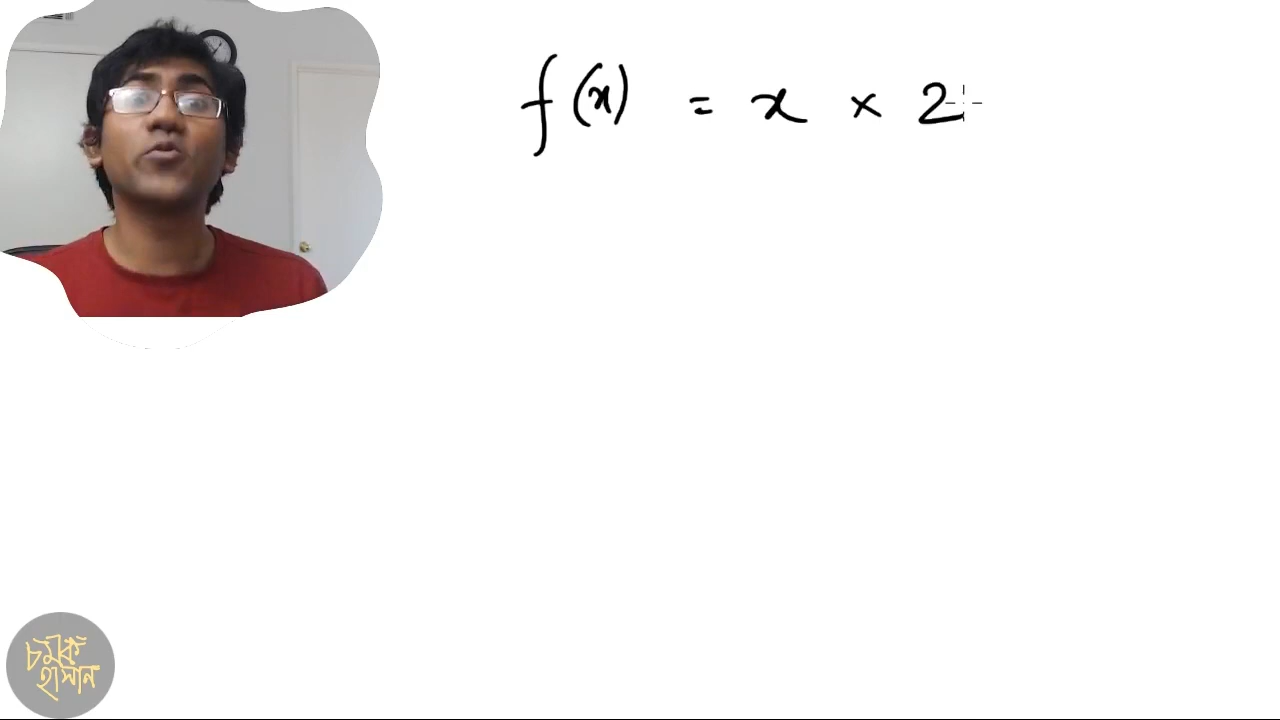 f(x) = x × 2
চমক
হাসান